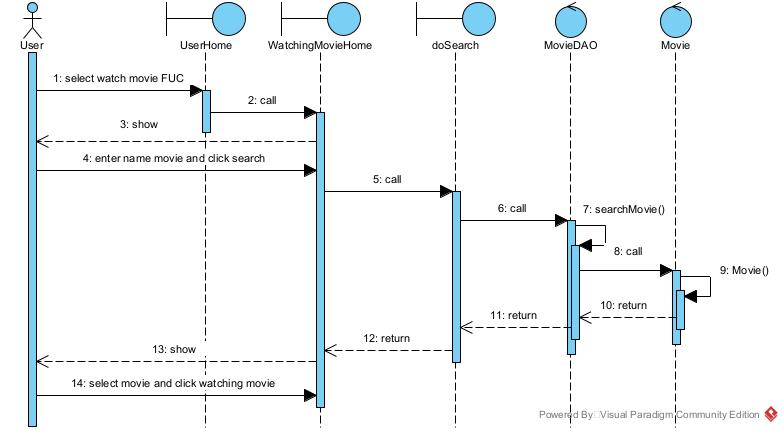 User
UserHome
WatchingMovieHome
doSearch
MovieDAO
Movie
1: select watch movie FUC
2: call
3: show
4: enter name movie and click search
5: call
6: call
7: searchMovie()
8: call
9: Movie()
10: return
11: return
12: return
13: show
14: select movie and click watching movie
Powered By Visual Paradigm Community Edition